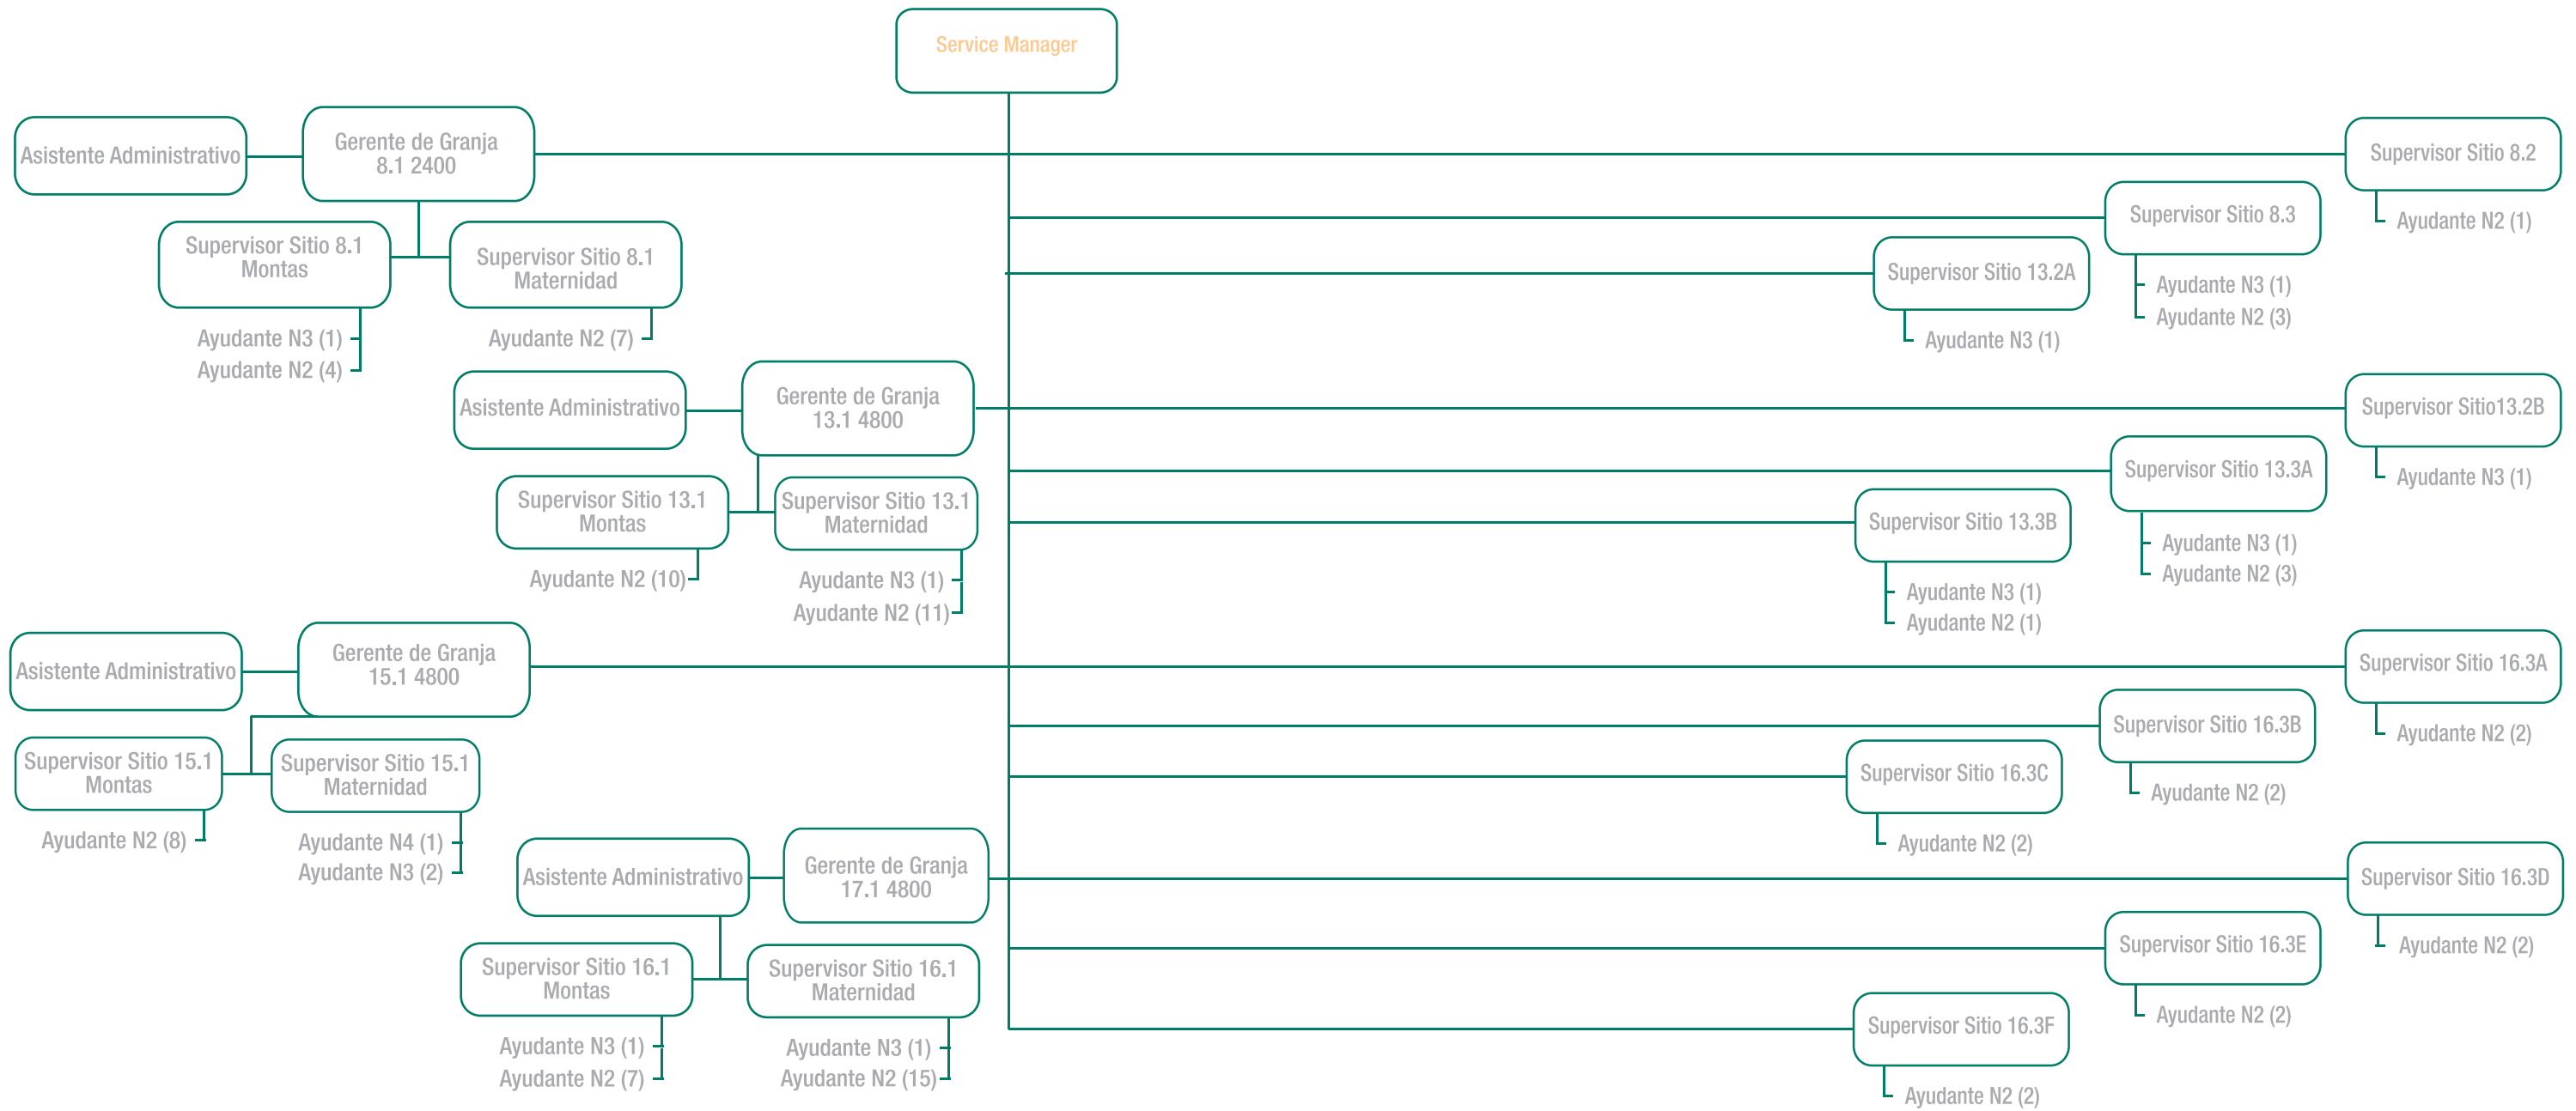 Service Manager
Asistente Administrativo
Gerente de Granja
8.1 2400
Supervisor Sitio 8.2
Ayudante N2 (1)
Supervisor Sitio 8.3
Ayudante N3 (1)
Ayudante N2 (3)
Supervisor Sitio 8.1
Montas
Ayudante N3 (1)
Ayudante N2 (4)
Supervisor Sitio 8.1
Maternidad
Ayudante N2 (7)
Supervisor Sitio 13.2A
Ayudante N3 (1)
Asistente Administrativo
Gerente de Granja
13.1 4800
Supervisor Sitio13.2B
Ayudante N3 (1)
Supervisor Sitio 13.3A
Ayudante N3 (1)
Ayudante N2 (3)
Supervisor Sitio 13.1
Montas
Ayudante N2 (10)
Supervisor Sitio 13.1
Maternidad
Ayudante N3 (1)
Ayudante N2 (11)
Supervisor Sitio 13.3B
Ayudante N3 (1)
Ayudante N2 (1)
Asistente Administrativo
Gerente de Granja
15.1 4800
Supervisor Sitio 16.3A
Ayudante N2 (2)
Supervisor Sitio 16.3B
Ayudante N2 (2)
Supervisor Sitio 15.1
Montas
Ayudante N2 (8)
Supervisor Sitio 15.1
Maternidad
Ayudante N4 (1)
Ayudante N3 (2)
Supervisor Sitio 16.3C
Ayudante N2 (2)
Asistente Administrativo
Gerente de Granja
17.1 4800
Supervisor Sitio 16.3D
Ayudante N2 (2)
Supervisor Sitio 16.3E
Ayudante N2 (2)
Supervisor Sitio 16.1
Montas
Ayudante N3 (1)
Ayudante N2 (7)
Supervisor Sitio 16.1
Maternidad
Ayudante N3 (1)
Ayudante N2 (15)
Supervisor Sitio 16.3F
Ayudante N2 (2)